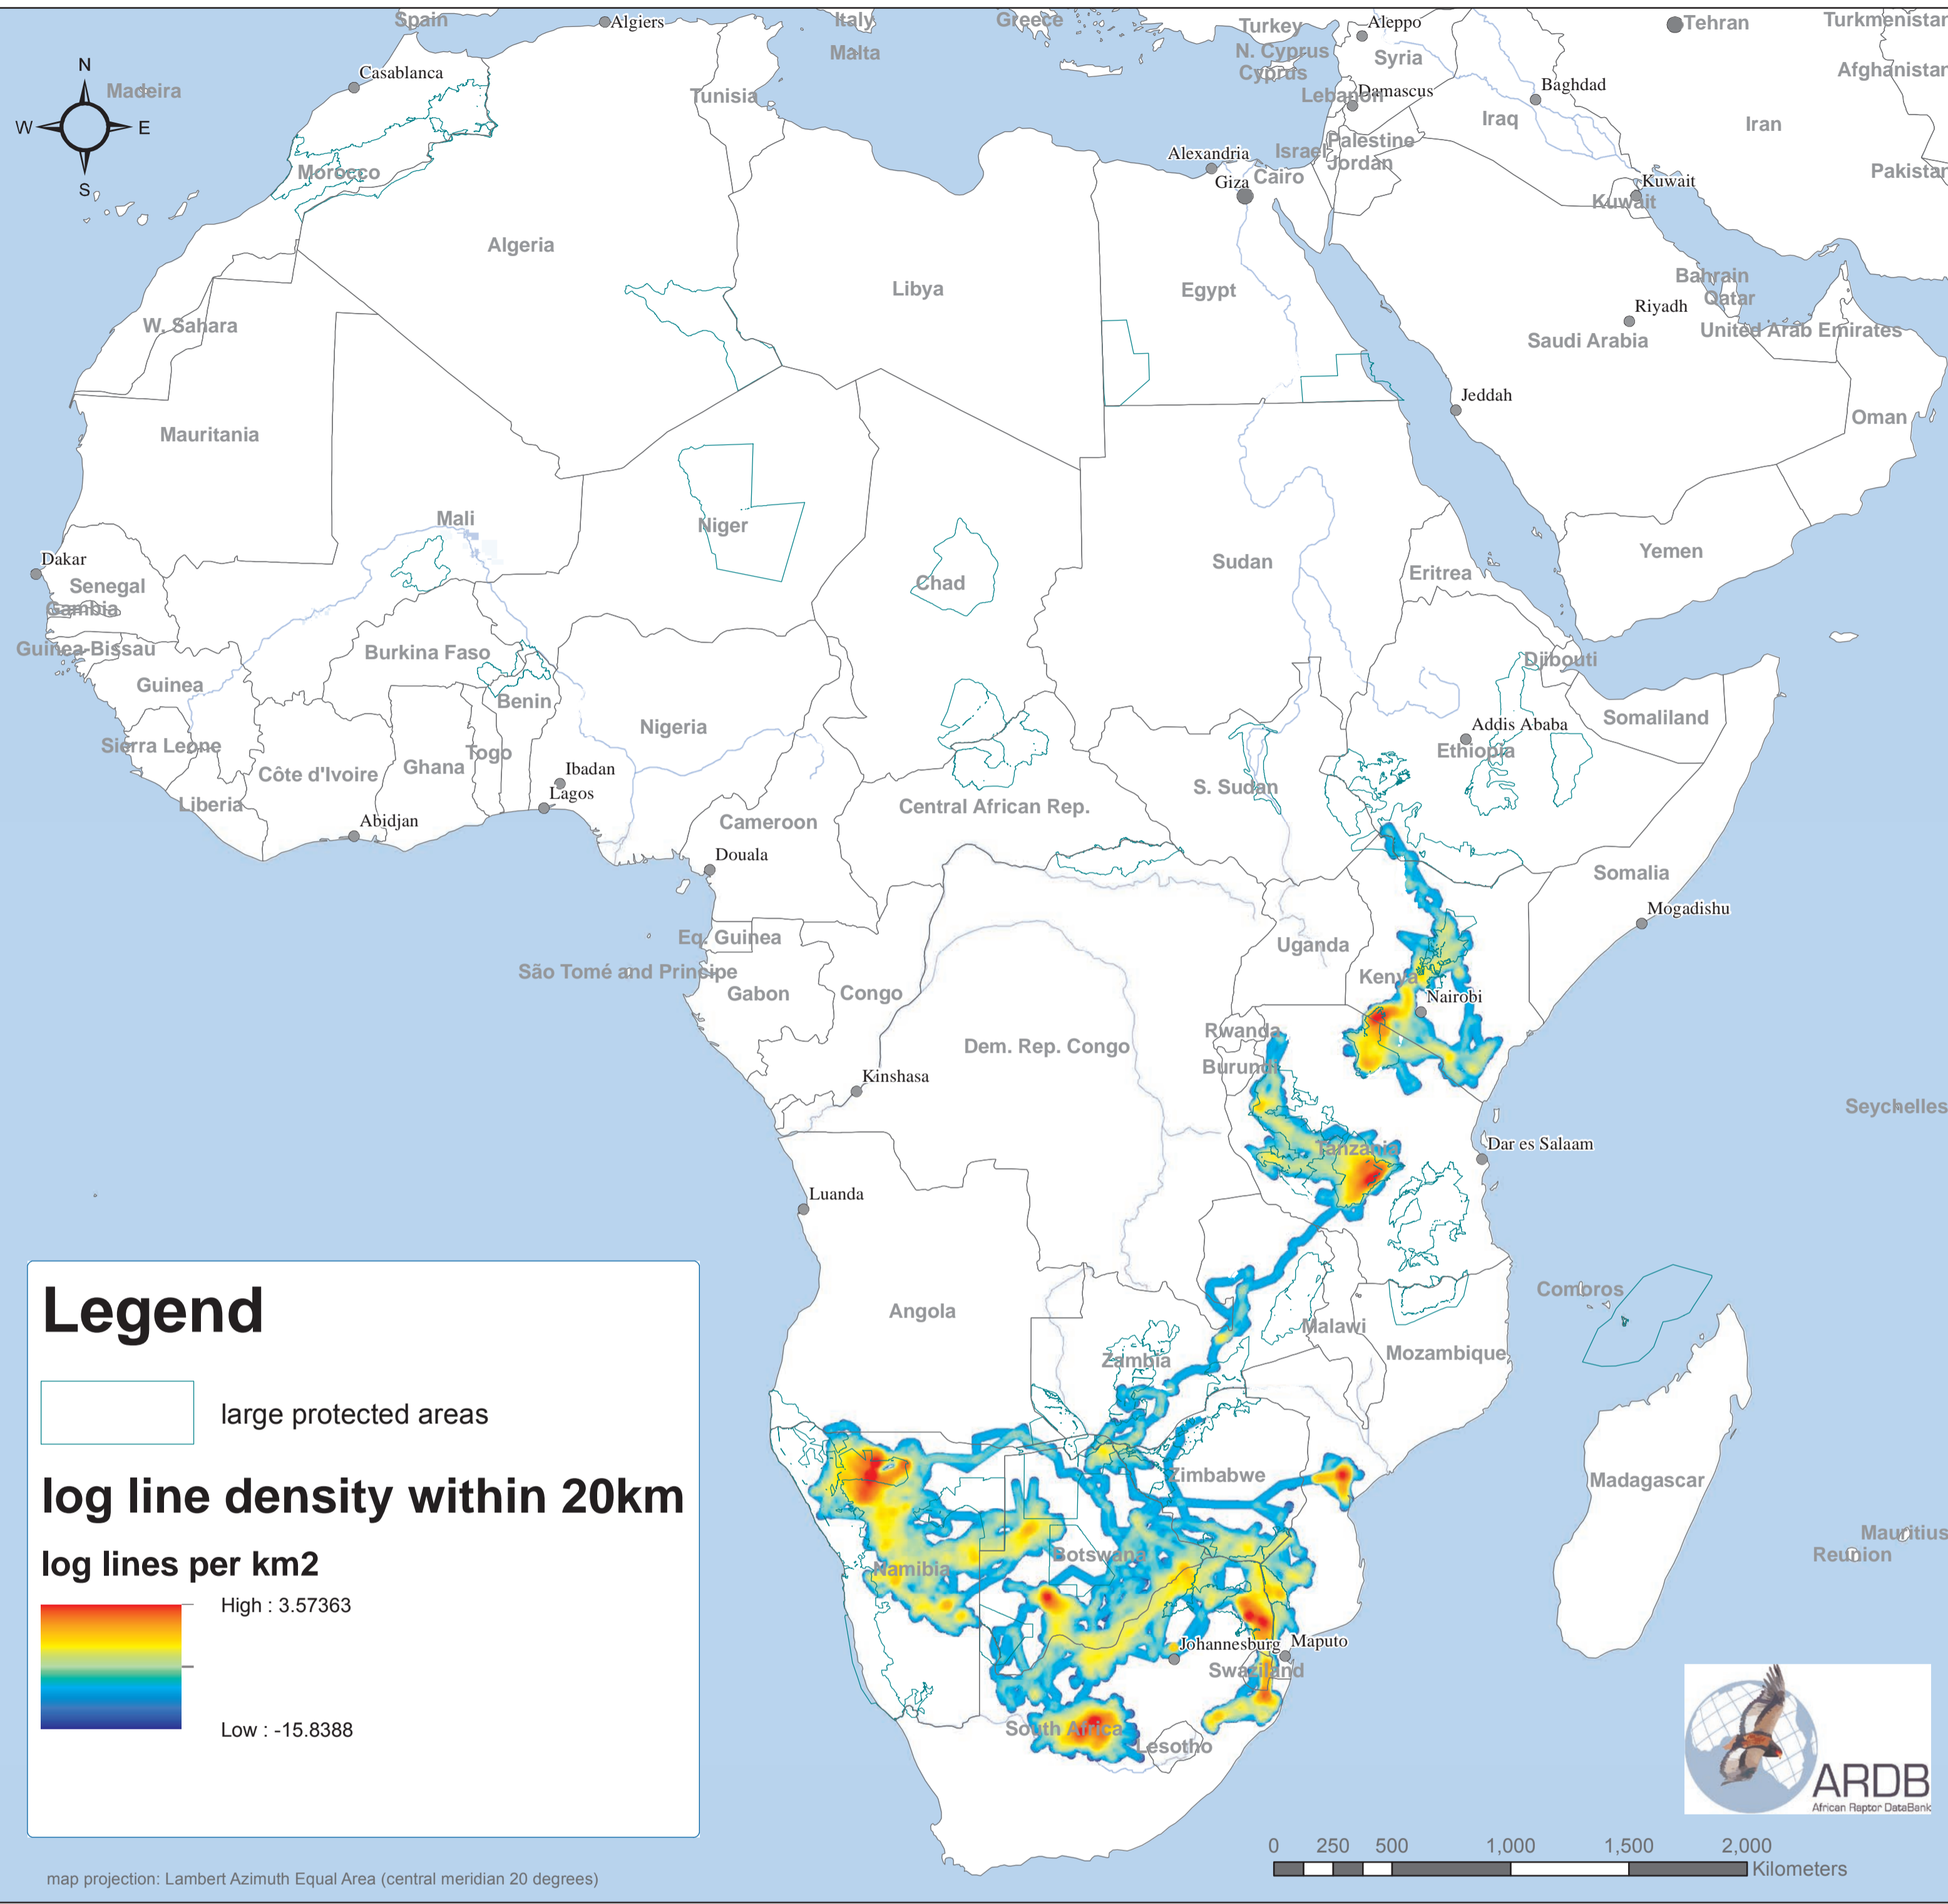 Spain
Algiers
Italy
Greece
Turkey
Aleppo
Tehran
Turkmenistan
Malta
N. Cyprus
Cyprus
Syria
Afghanistan
N
W
E
S
Madeira
Casablanca
Tunisia
Lebanon
Damascus
Baghdad
Iraq
Iran
Morocco
Alexandria
Giza
Cairo
Israel
Palestine
Jordan
Kuwait
Kuwait
Pakistan
Algeria
Libya
Egypt
Bahrain
Qatar
Riyadh
Saudi Arabia
United Arab Emirates
W. Sahara
Jeddah
Oman
Mauritania
Mali
Niger
Chad
Sudan
Eritrea
Yemen
Dakar
Senegal
Gambia
Guinea-Bissau
Guinea
Burkina Faso
Benin
Djibouti
Sierra Leone
Côte d'Ivoire
Ghana
Togo
Nigeria
Addis Ababa
Ethiopia
Somaliland
Ibadan
Lagos
Liberia
Abidjan
Cameroon
Central African Rep.
S. Sudan
Douala
Somalia
Mogadishu
Eq. Guinea
São Tomé and Principe
Gabon
Congo
Uganda
Kenya
Nairobi
Rwanda
Burundi
Dem. Rep. Congo
Kinshasa
Seychelles
Tanzania
Dar es Salaam
Luanda
Angola
Comoros
Malawi
Zambia
Mozambique
Zimbabwe
Madagascar
Mauritius
Reunion
Namibia
Botswana
Johannesburg
Maputo
Swaziland
South Africa
Lesotho
Legend
large protected areas
log line density within 20km
log lines per km2
High : 3.57363
Low : -15.8388
map projection: Lambert Azimuth Equal Area (central meridian 20 degrees)
ARDB
African Raptor DataBank
0 250 500 1,000 1,500 2,000
Kilometers